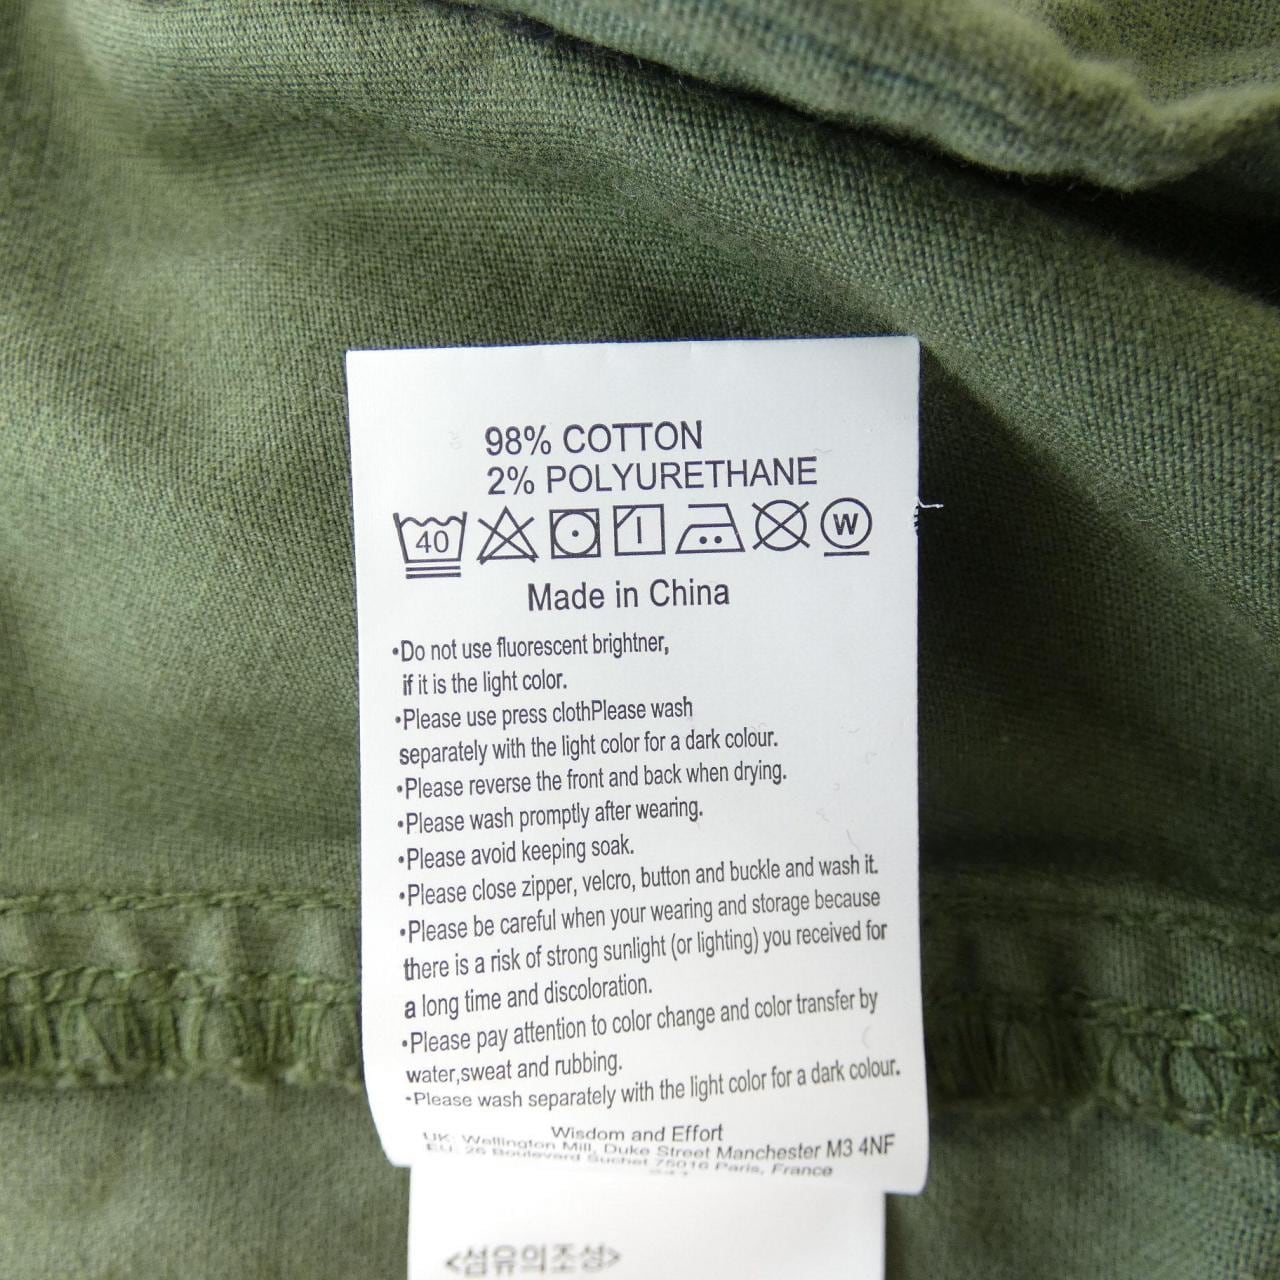 98% COTTON
2% POLYURETHANE
40
W
Made in China
•Do not use fluorescent brightner,
if it is the light color.
•Please use press clothPlease wash
separately with the light color for a dark colour.
•Please reverse the front and back when drying.
•Please wash promptly after wearing.
•Please avoid keeping soak.
•Please close zipper, velcro, button and buckle and wash it.
•Please be careful when your wearing and storage because
there is a risk of strong sunlight (or lighting) you received for
a long time and discoloration.
•Please pay attention to color change and color transfer by
water,sweat and rubbing.
•Please wash separately with the light color for a dark colour.
Wisdom and Effort
UK: Wellington Mill, Duke Street Manchester M3 4NF
EU: 26 Boulevard Suchet 75016 Paris, France
<섬유의조성>